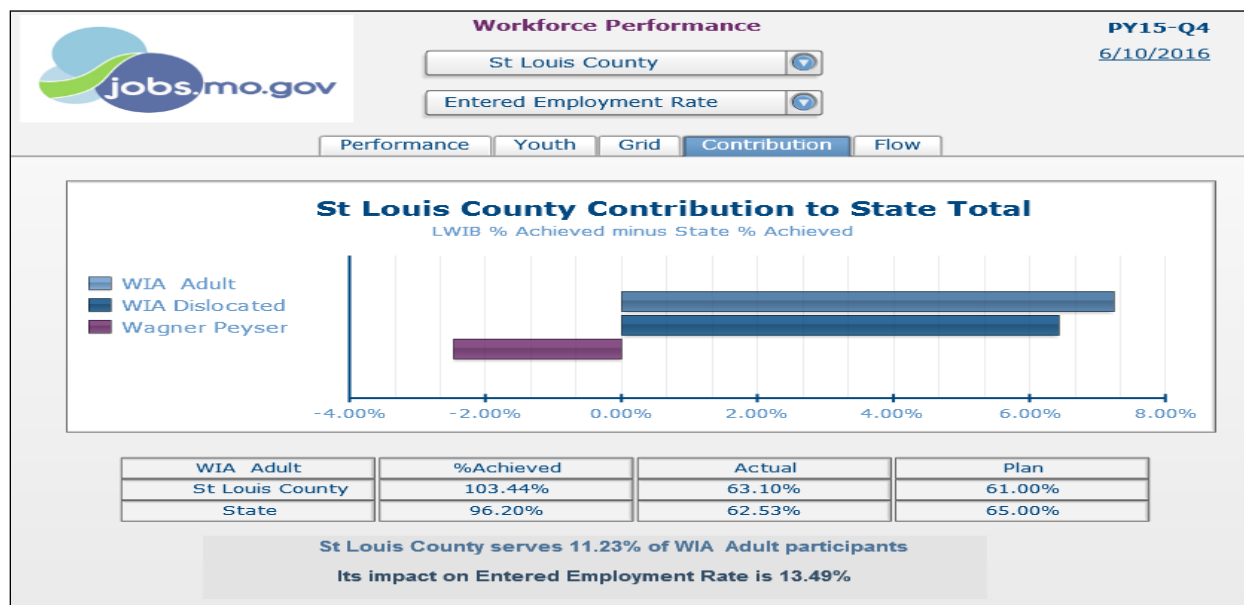 Workforce Performance
PY15-Q4
6/10/2016
jobs.mo.gov
St Louis County
Entered Employment Rate
Performance Youth Grid Contribution Flow
St Louis County Contribution to State Total
LWIB % Achieved minus State % Achieved
WIA Adult
WIA Dislocated
Wagner Peyser
-4.00% -2.00% 0.00% 2.00% 4.00% 6.00% 8.00%
WIA Adult %Achieved Actual Plan
St Louis County 103.44% 63.10% 61.00%
State 96.20% 62.53% 65.00%
St Louis County serves 11.23% of WIA Adult participants
Its impact on Entered Employment Rate is 13.49%